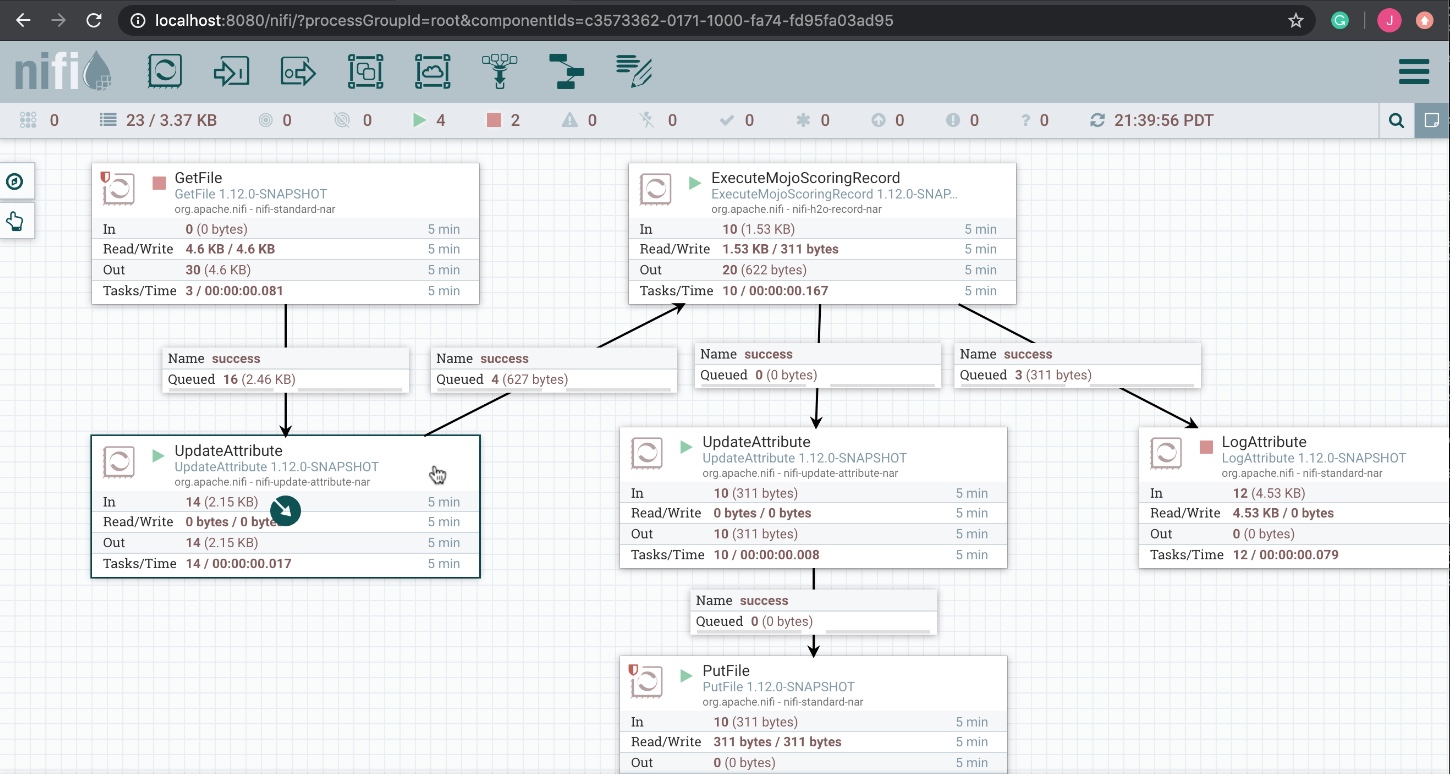 localhost:8080/nifi/?processGroupId=root&componentIds=c3573362-0171-1000-fa74-fd95fa03ad95
G
J
nifi
0
23 / 3.37 KB
0
0
4
2
0
0
0
0
0
0
? 0
21:39:56 PDT
GetFile
GetFile 1.12.0-SNAPSHOT
org.apache.nifi - nifi-standard-nar
In 0 (0 bytes) 5 min
Read/Write 4.6 KB / 4.6 KB 5 min
Out 30 (4.6 KB) 5 min
Tasks/Time 3 / 00:00:00.081 5 min
ExecuteMojoScoringRecord
ExecuteMojoScoringRecord 1.12.0-SNAP...
org.apache.nifi - nifi-h2o-record-nar
In 10 (1.53 KB) 5 min
Read/Write 1.53 KB / 311 bytes 5 min
Out 20 (622 bytes) 5 min
Tasks/Time 10 / 00:00:00.167 5 min
Name success
Queued 16 (2.46 KB)
Name success
Queued 4 (627 bytes)
Name success
Queued 0 (0 bytes)
Name success
Queued 3 (311 bytes)
UpdateAttribute
UpdateAttribute 1.12.0-SNAPSHOT
org.apache.nifi - nifi-update-attribute-nar
In 14 (2.15 KB) 5 min
Read/Write 0 bytes / 0 byte 5 min
Out 14 (2.15 KB) 5 min
Tasks/Time 14 / 00:00:00.017 5 min
UpdateAttribute
UpdateAttribute 1.12.0-SNAPSHOT
org.apache.nifi - nifi-update-attribute-nar
In 10 (311 bytes) 5 min
Read/Write 0 bytes / 0 bytes 5 min
Out 10 (311 bytes) 5 min
Tasks/Time 10 / 00:00:00.008 5 min
LogAttribute
LogAttribute 1.12.0-SNAPSHOT
org.apache.nifi - nifi-standard-nar
In 12 (4.53 KB)
Read/Write 4.53 KB / 0 bytes
Out 0 (0 bytes)
Tasks/Time 12 / 00:00:00.079
Name success
Queued 0 (0 bytes)
PutFile
PutFile 1.12.0-SNAPSHOT
org.apache.nifi - nifi-standard-nar
In 10 (311 bytes) 5 min
Read/Write 311 bytes / 311 bytes 5 min
Out 0 (0 bytes) 5 min